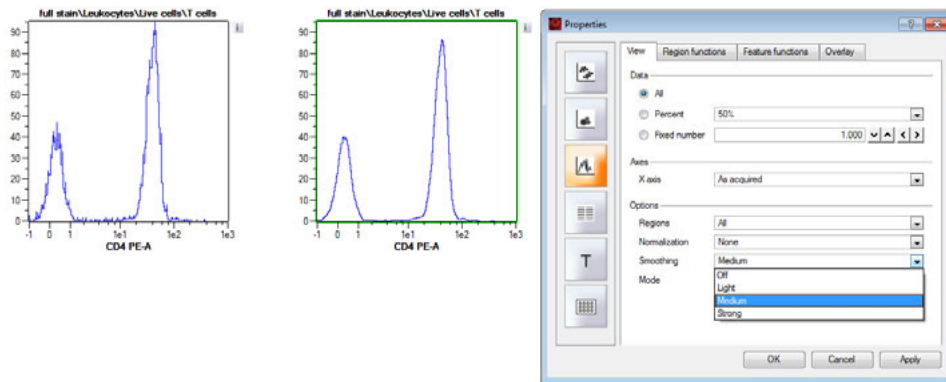 full stain\Leukocytes\Live cells\T cells
90
80
70
60
50
40
30
20
10
0
-1 0 1 1e1 1e2 1e3
CD4 PE-A
full stain\Leukocytes\Live cells\T cells
90
80
70
60
50
40
30
20
10
0
-1 0 1 1e1 1e2 1e3
CD4 PE-A
Properties
View Region functions Feature functions Overlay
Data
All
Percent 50%
Fixed number 1.000
Axes
X axis As acquired
Options
Regions All
Normalization None
Smoothing Medium
Mode
Off
Light
Medium
Strong
T
OK Cancel Apply